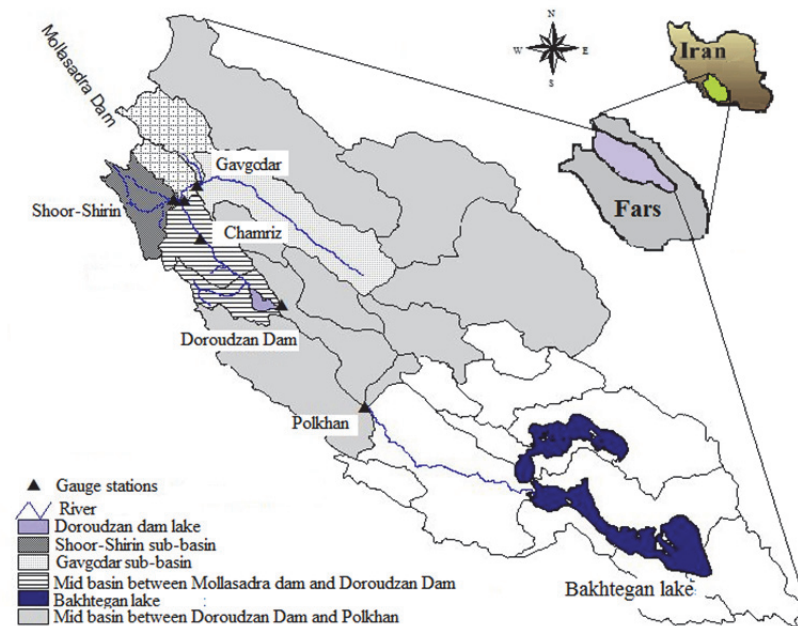 Mollasadra Dam
N
W
E
S
Iran
Fars
Gavgcdar
Shoor-Shirin
Chamriz
Doroudzan Dam
Polkhan
Bakhtegan lake
Gauge stations
River
Doroudzan dam lake
Shoor-Shirin sub-basin
Gavgcdar sub-basin
Mid basin between Mollasadra dam and Doroudzan Dam
Bakhtegan lake
Mid basin between Doroudzan Dam and Polkhan